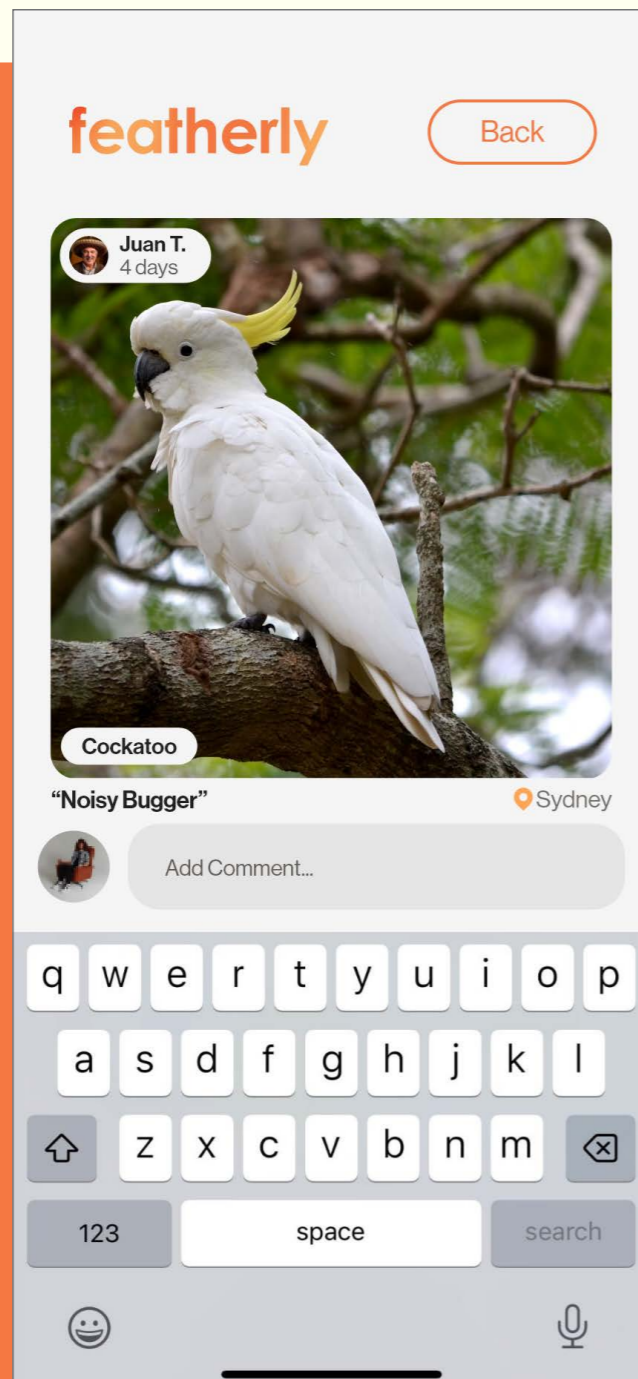 featherly
Back
Juan T.
4 days
Cockatoo
“Noisy Bugger”
Sydney
Add Comment...
q w e r t y u i o p
a s d f g h j k l
z x c v b n m
123 space search